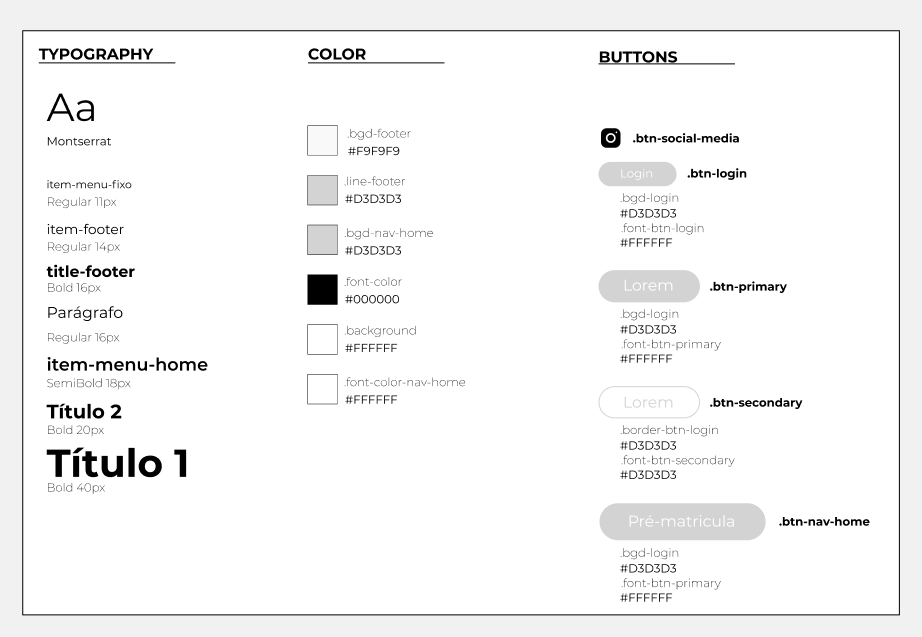 TYPOGRAPHY
Aa
Montserrat
item-menu-fixo
Regular 11px
item-footer
Regular 14px
title-footer
Bold 16px
Parágrafo
Regular 16px
item-menu-home
SemiBold 18px
Título 2
Bold 20px
Título 1
Bold 40px
COLOR
.bgd-footer
#F9F9F9
.line-footer
#D3D3D3
.bgd-nav-home
#D3D3D3
.font-color
#000000
.background
#FFFFFF
.font-color-nav-home
#FFFFFF
BUTTONS
.btn-social-media
Login .btn-login
.bgd-login
#D3D3D3
.font-btn-login
#FFFFFF
Lorem .btn-primary
.bgd-login
#D3D3D3
.font-btn-primary
#FFFFFF
Lorem .btn-secondary
.border-btn-login
#D3D3D3
.font-btn-secondary
#D3D3D3
Pré-matricula .btn-nav-home
.bgd-login
#D3D3D3
.font-btn-primary
#FFFFFF